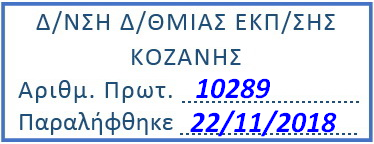 Δ/ΝΣΗ Δ/ΘΜΙΑΣ ΕΚΠ/ΣΗΣ
ΚΟΖΑΝΗΣ
Αριθμ. Πρωτ. 10289
Παραλήφθηκε 22/11/2018